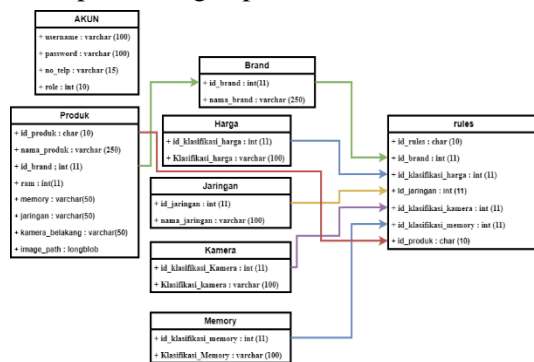 AKUN
+ username : varchar (100)
+ password : varchar (100)
+ no_telp : varchar (15)
+ role : int (10)
Brand
+ id_brand : int(11)
+ nama_brand : varchar (250)
Produk
+ id_produk : char (10)
+ nama_produk : varchar (250)
+ id_brand ; int (11)
+ ram : int(11)
+ memory : varchar(50)
+ jaringan : varchar(50)
+ kamera_belakang : varchar(50)
+ image_path : longblob
Harga
+ id_klasifikasi_harga : int (11)
+ Klasifikasi_harga : varchar (100)
Jaringan
+ id_jaringan : int (11)
+ nama_jaringan : varchar (100)
Kamera
+ id_klasifikasi_Kamera : int (11)
+ Klasifikasi_kamera : varchar (100)
Memory
+ id_klasifikasi_memory : int (11)
+ Klasifikasi_Memory : varchar (100)
rules
+ id_rules : char (10)
+ id_brand : int (11)
+ id_klasifikasi_harga : int (11)
+ id_jaringan : int (11)
+ id_klasifikasi_kamera : int (11)
+ id_klasifikasi_memory : int (11)
+ id_produk : char (10)